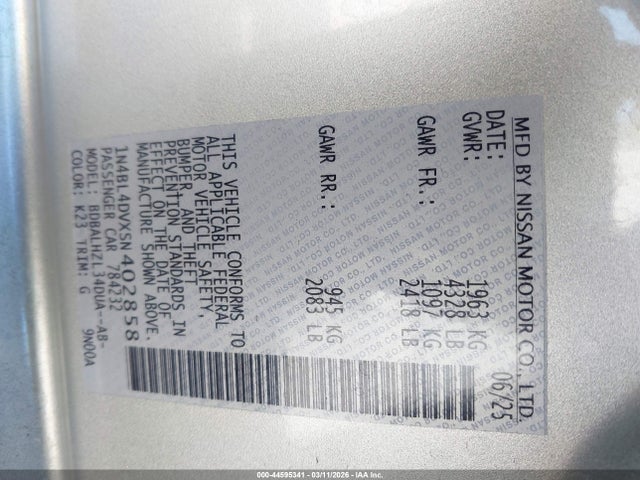 MFD BY NISSAN MOTOR CO., LTD.
DATE: 06/25
GVWR: 1963 KG
4328 LB
GAWR FR.: 1097 KG
2418 LB
GAWR RR.: 945 KG
2083 LB
THIS VEHICLE CONFORMS TO
ALL APPLICABLE FEDERAL
MOTOR VEHICLE SAFETY,
BUMPER, AND THEFT
PREVENTION STANDARDS IN
EFFECT ON THE DATE OF
MANUFACTURE SHOWN ABOVE.
1N4BL4DVXSN402858
PASSENGER CAR 784232
MODEL: BDBALHZL34DUA--AB-
COLOR: K23 TRIM: G 9N00A
000-44595341 - 03/11/2026 - IAA Inc.